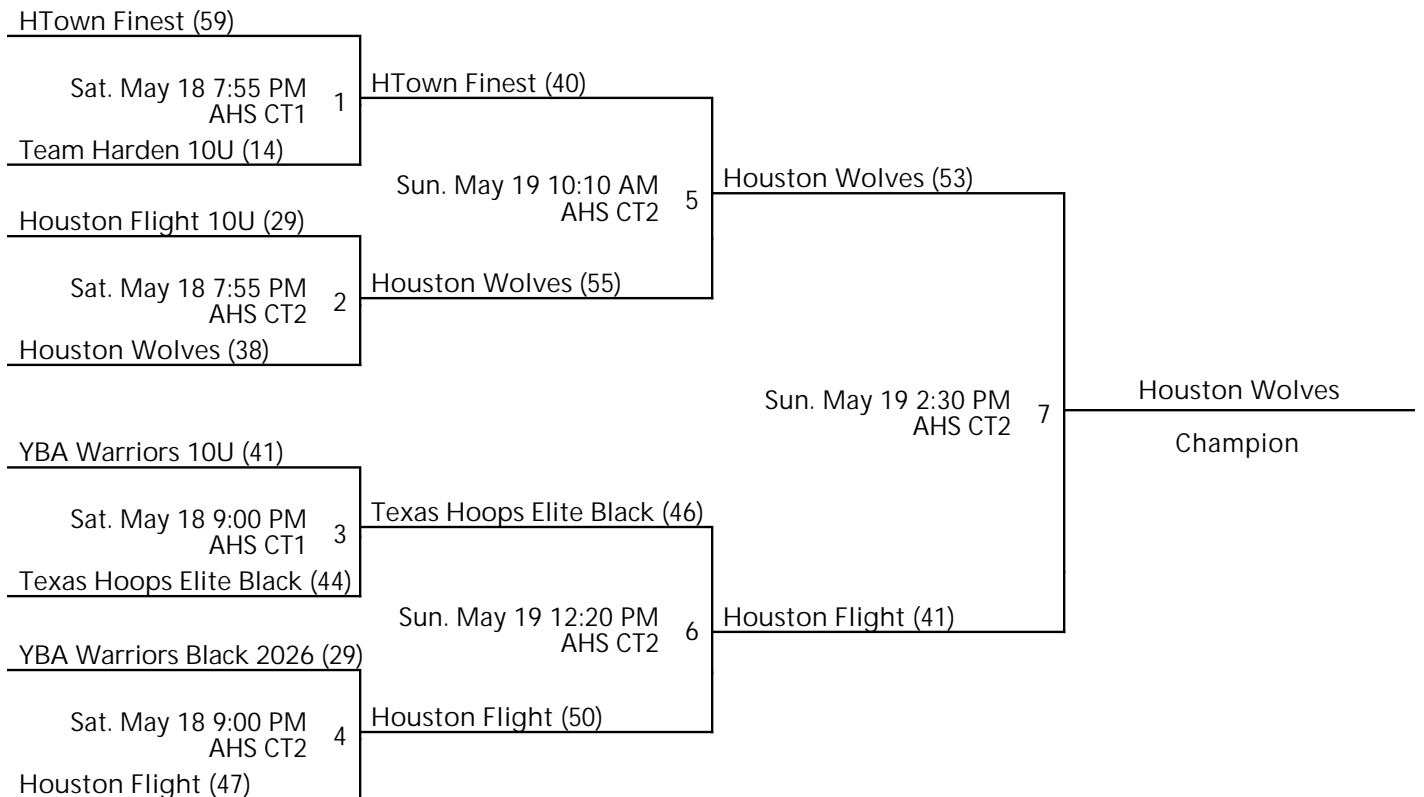 HTown Finest (59)
Sat. May 18 7:55 PM
AHS CT1
1
Team Harden 10U (14)
HTown Finest (40)
Houston Flight 10U (29)
Sat. May 18 7:55 PM
AHS CT2
2
Houston Wolves (38)
Houston Wolves (55)
Sun. May 19 10:10 AM
AHS CT2
5
Houston Wolves (53)
YBA Warriors 10U (41)
Sat. May 18 9:00 PM
AHS CT1
3
Texas Hoops Elite Black (44)
Texas Hoops Elite Black (46)
YBA Warriors Black 2026 (29)
Sat. May 18 9:00 PM
AHS CT2
4
Houston Flight (47)
Houston Flight (50)
Sun. May 19 12:20 PM
AHS CT2
6
Houston Flight (41)
Sun. May 19 2:30 PM
AHS CT2
7
Houston Wolves
Champion